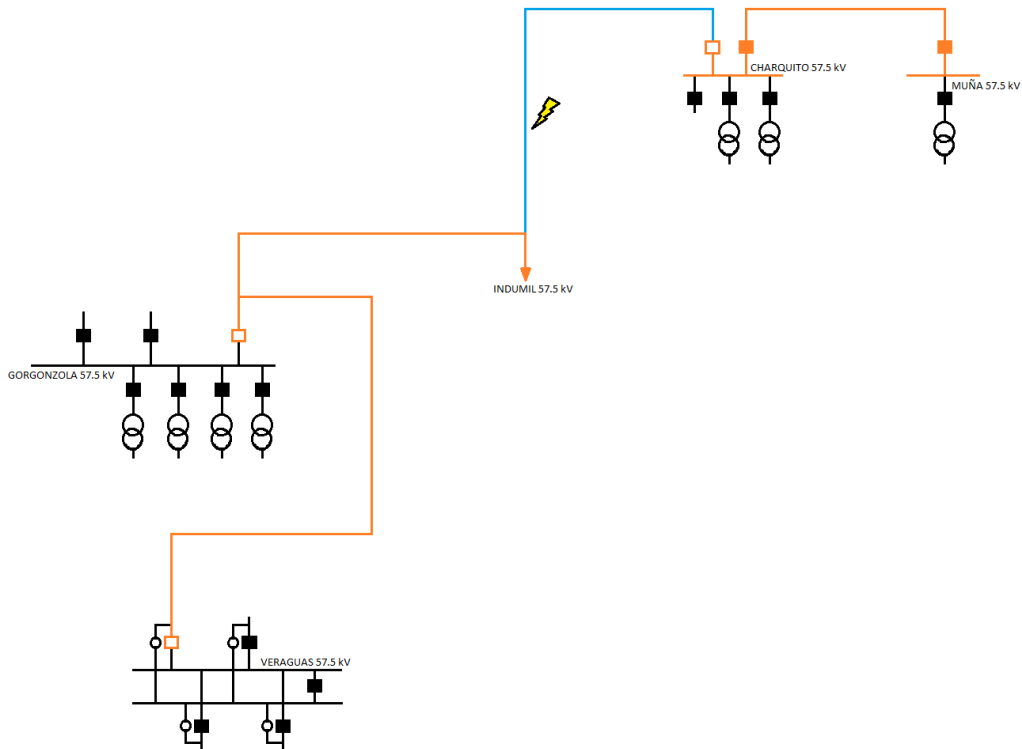 CHARQUITO 57.5 kV
MUÑA 57.5 kV
INDUMIL 57.5 kV
GORGONZOLA 57.5 kV
VERAGUAS 57.5 kV